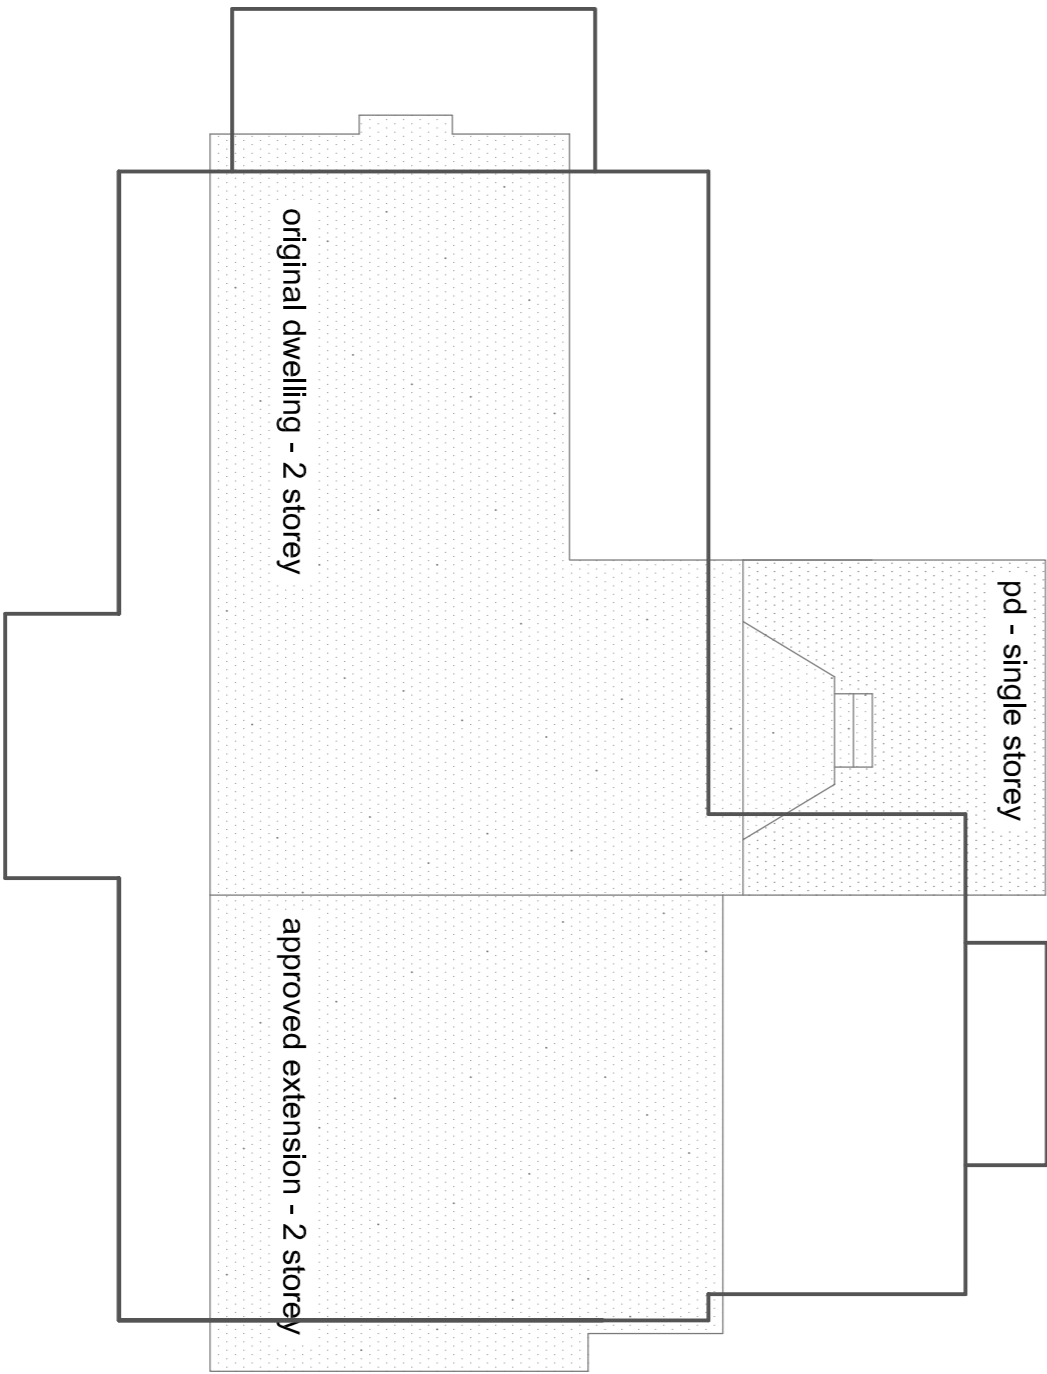 original dwelling - 2 storey
pd - single storey
approved extension - 2 storey